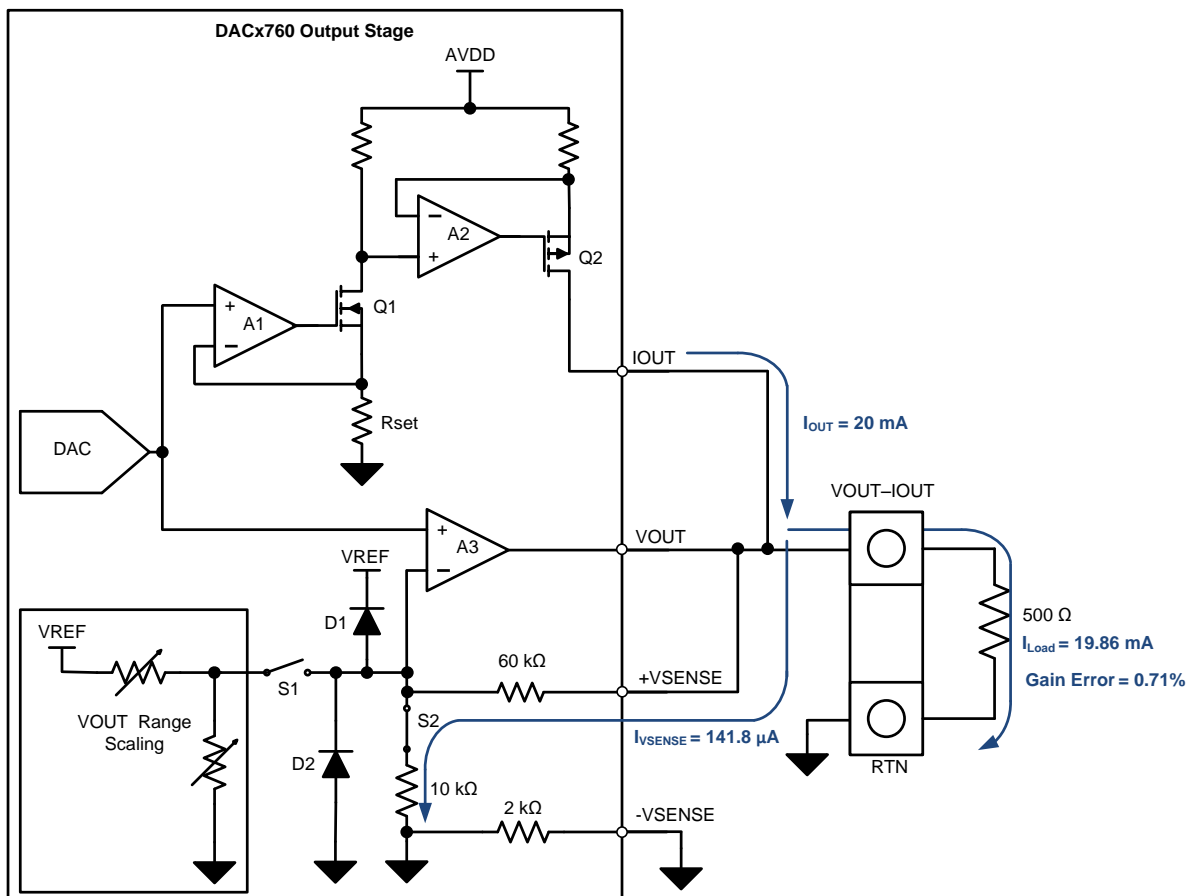 DACx760 Output Stage
AVDD
A2
+
−
Q2
A1
+
−
Q1
IOUT
Rset
IOUT = 20 mA
DAC
VOUT–IOUT
VOUT
A3
+
−
VREF
D1
VREF
500 Ω
ILoad = 19.86 mA
60 kΩ
+VSENSE
Gain Error = 0.71%
S1
S2
VOUT Range
Scaling
IVSENSE = 141.8 µA
D2
10 kΩ
RTN
2 kΩ
-VSENSE